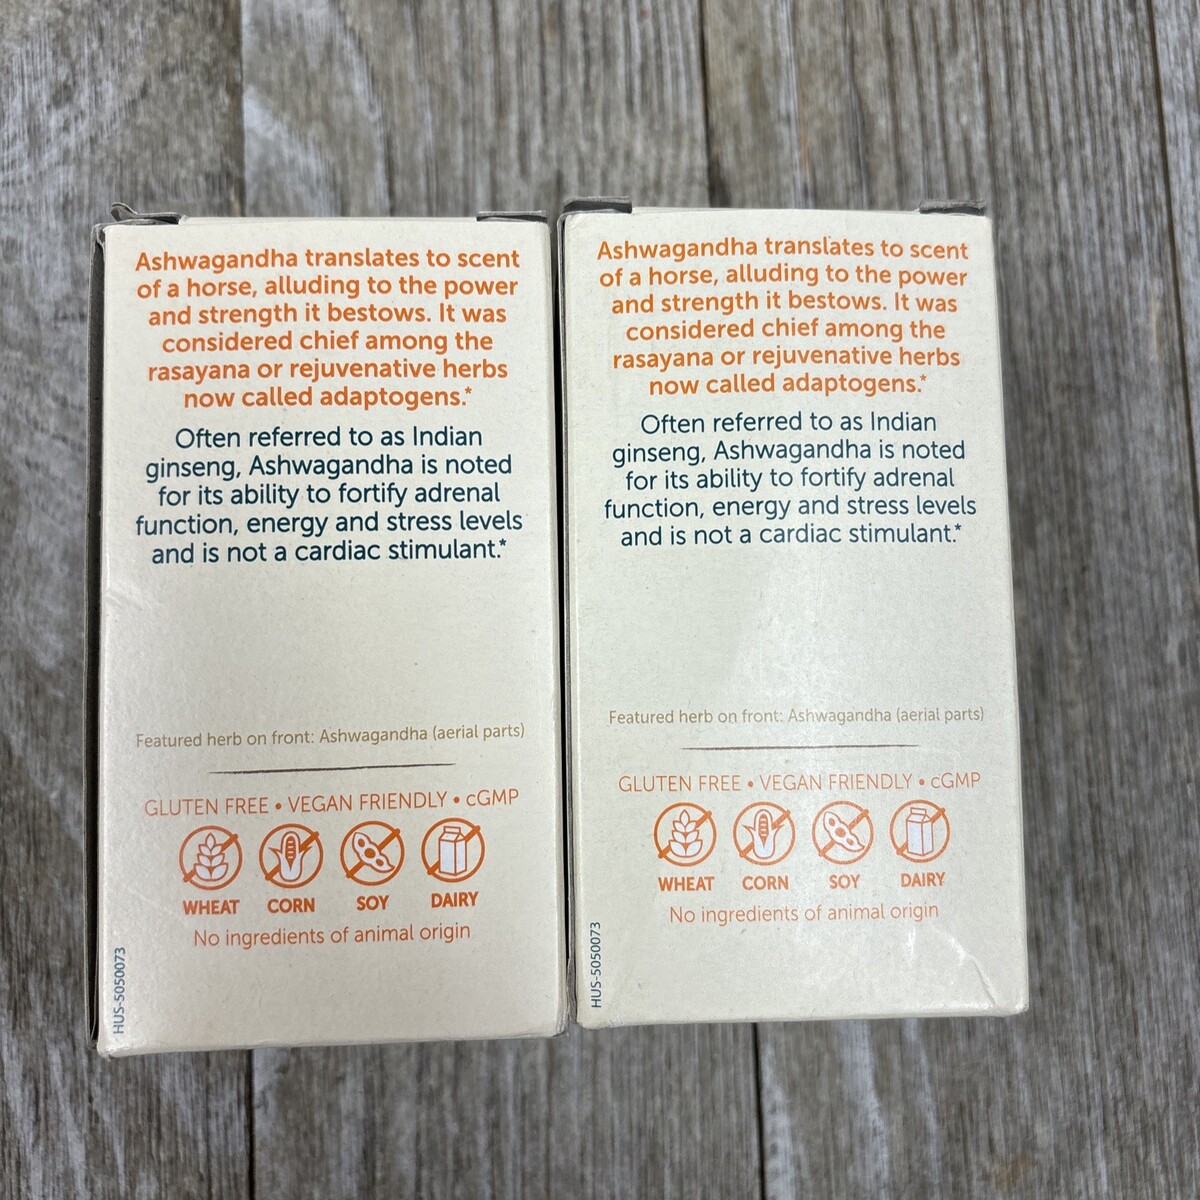 Ashwagandha translates to scent
of a horse, alluding to the power
and strength it bestows. It was
considered chief among the
rasayana or rejuvenative herbs
now called adaptogens.*
Often referred to as Indian
ginseng, Ashwagandha is noted
for its ability to fortify adrenal
function, energy and stress levels
and is not a cardiac stimulant.*
Featured herb on front: Ashwagandha (aerial parts)
GLUTEN FREE • VEGAN FRIENDLY • cGMP
WHEAT CORN SOY DAIRY
No ingredients of animal origin
HUS-5050073
Ashwagandha translates to scent
of a horse, alluding to the power
and strength it bestows. It was
considered chief among the
rasayana or rejuvenative herbs
now called adaptogens.*
Often referred to as Indian
ginseng, Ashwagandha is noted
for its ability to fortify adrenal
function, energy and stress levels
and is not a cardiac stimulant.*
Featured herb on front: Ashwagandha (aerial parts)
GLUTEN FREE • VEGAN FRIENDLY • cGMP
WHEAT CORN SOY DAIRY
No ingredients of animal origin
HUS-5050073